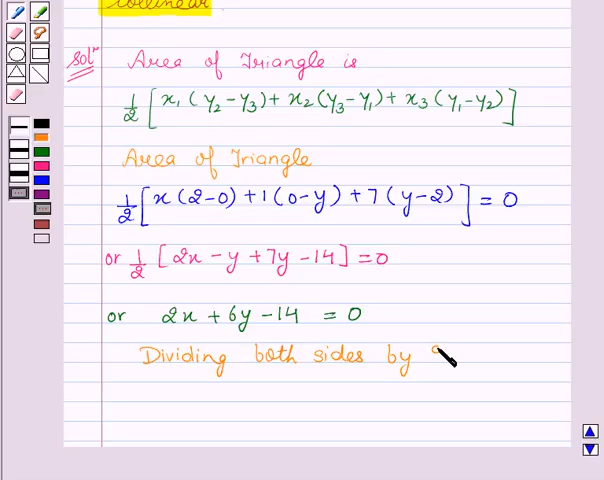 collinear.
Solⁿ Area of Triangle is
1/2 [x₁ (y₂ - y₃) + x₂ (y₃ - y₁) + x₃ (y₁ - y₂)]
Area of Triangle
1/2 [x (2-0) + 1 (0-y) + 7 (y-2)] = 0
or 1/2 [2x - y + 7y - 14] = 0
or 2x + 6y - 14 = 0
Dividing both sides by